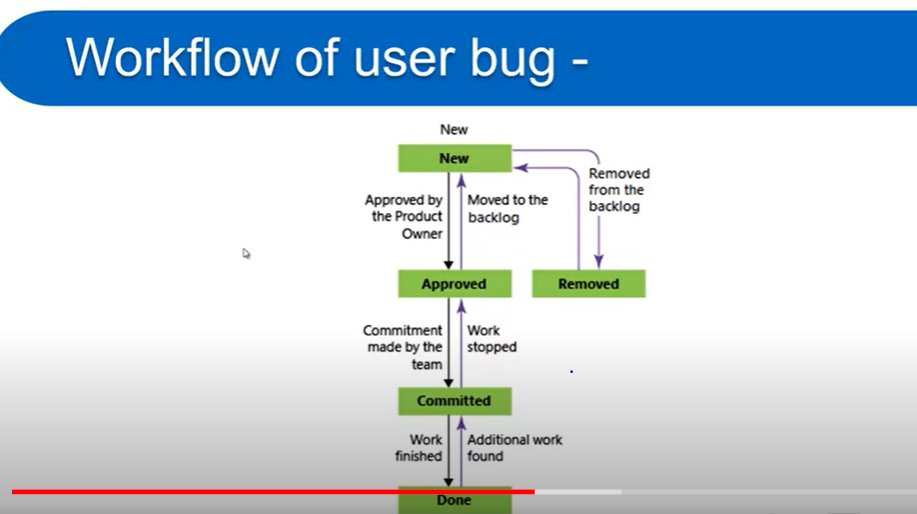 Workflow of user bug -
New
New
Removed
from the
backlog
Approved by
the Product
Owner
Moved to the
backlog
Approved
Removed
Commitment
made by the
team
Work
stopped
Committed
Work
finished
Additional work
found
Done